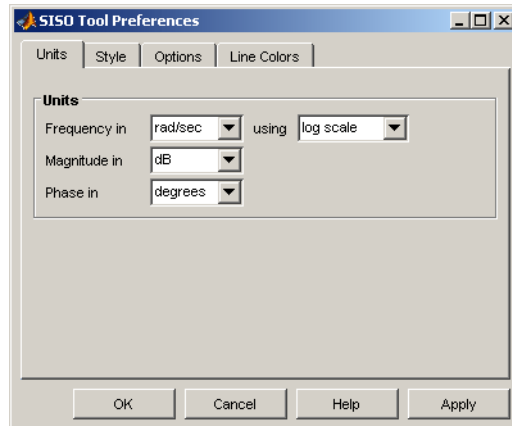 SISO Tool Preferences
Units Style Options Line Colors
Units
Frequency in rad/sec using log scale
Magnitude in dB
Phase in degrees
OK Cancel Help Apply